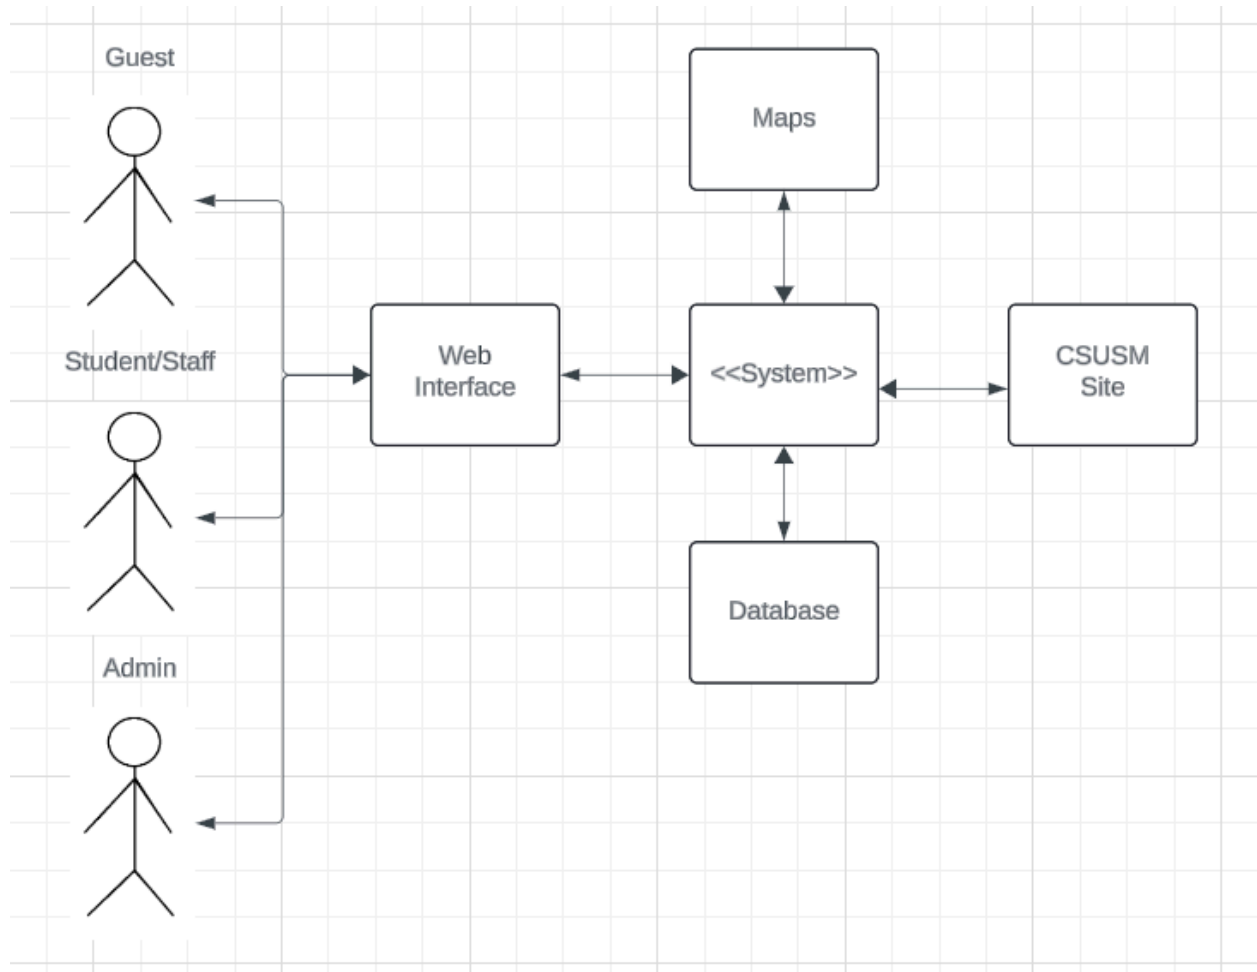 Guest
Maps
Student/Staff
Web
Interface
<<System>>
CSUSM
Site
Database
Admin